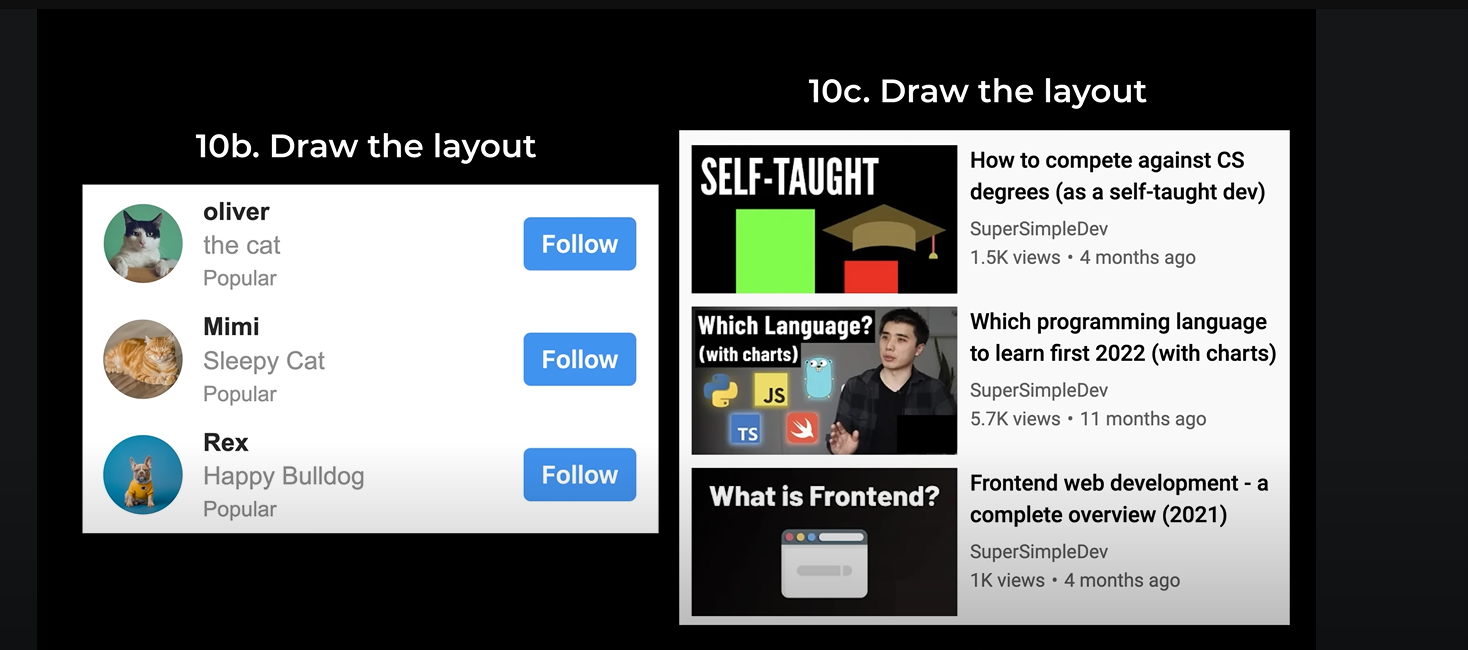 10b. Draw the layout
oliver
the cat
Popular
Follow
Mimi
Sleepy Cat
Popular
Follow
Rex
Happy Bulldog
Popular
Follow
10c. Draw the layout
SELF-TAUGHT
How to compete against CS
degrees (as a self-taught dev)
SuperSimpleDev
1.5K views • 4 months ago
Which Language?
(with charts)
JS
TS
Which programming language
to learn first 2022 (with charts)
SuperSimpleDev
5.7K views • 11 months ago
What is Frontend?
Frontend web development - a
complete overview (2021)
SuperSimpleDev
1K views • 4 months ago